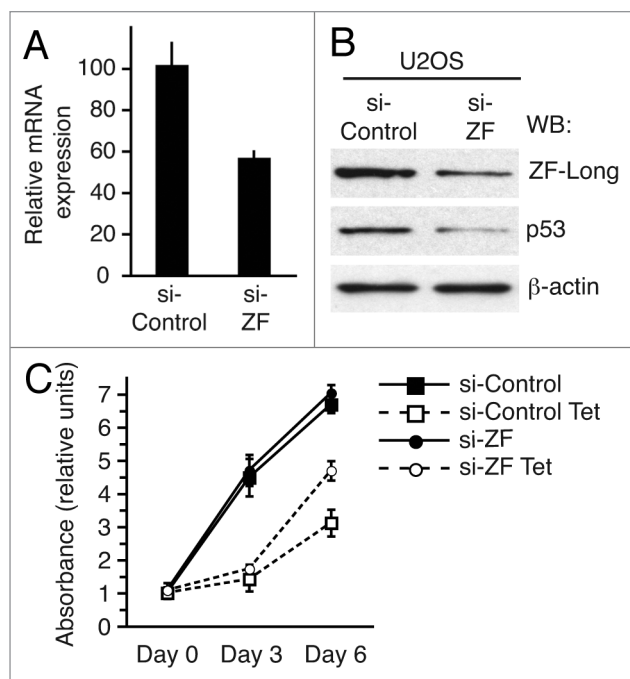 A
Relative mRNA
expression
100
80
60
40
20
0
si-
Control
si-
ZF
B
U2OS
si-
Control
si-
ZF
WB:
ZF-Long
p53
β-actin
C
Absorbance (relative units)
7
6
5
4
3
2
1
0
Day 0 Day 3 Day 6
si-Control
si-Control Tet
si-ZF
si-ZF Tet